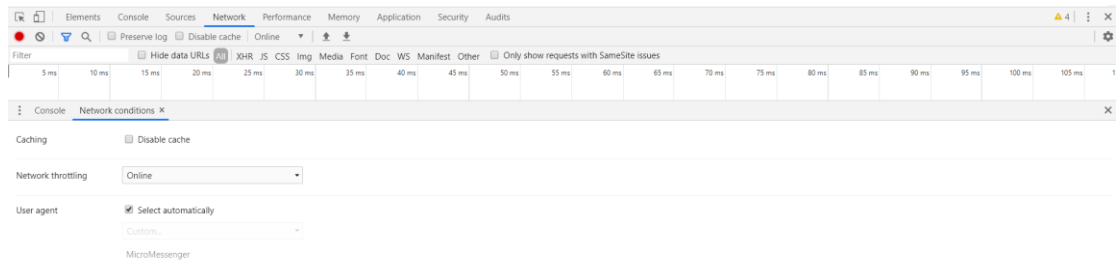 Elements Console Sources Network Performance Memory Application Security Audits 4
Preserve log Disable cache Online
Filter Hide data URLs All XHR JS CSS Img Media Font Doc WS Manifest Other Only show requests with SameSite issues
5 ms 10 ms 15 ms 20 ms 25 ms 30 ms 35 ms 40 ms 45 ms 50 ms 55 ms 60 ms 65 ms 70 ms 75 ms 80 ms 85 ms 90 ms 95 ms 100 ms 105 ms 1
Console Network conditions ×
Caching Disable cache
Network throttling Online
User agent Select automatically
Custom...
MicroMessenger